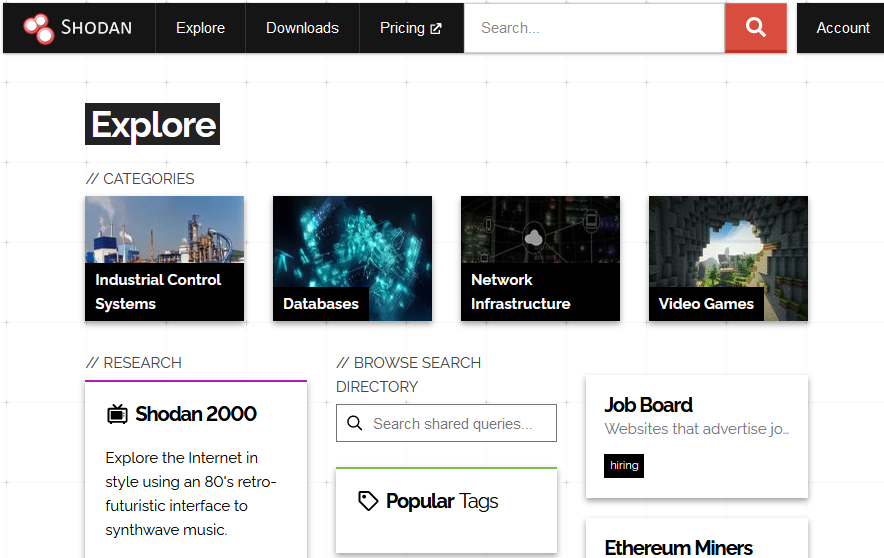 SHODAN
Explore
Downloads
Pricing
Search...
Account
Explore
// CATEGORIES
Industrial Control
Systems
Databases
Network
Infrastructure
Video Games
// RESEARCH
Shodan 2000
Explore the Internet in
style using an 80's retro-
futuristic interface to
synthwave music.
// BROWSE SEARCH
DIRECTORY
Search shared queries...
Popular Tags
Job Board
Websites that advertise jo...
hiring
Ethereum Miners